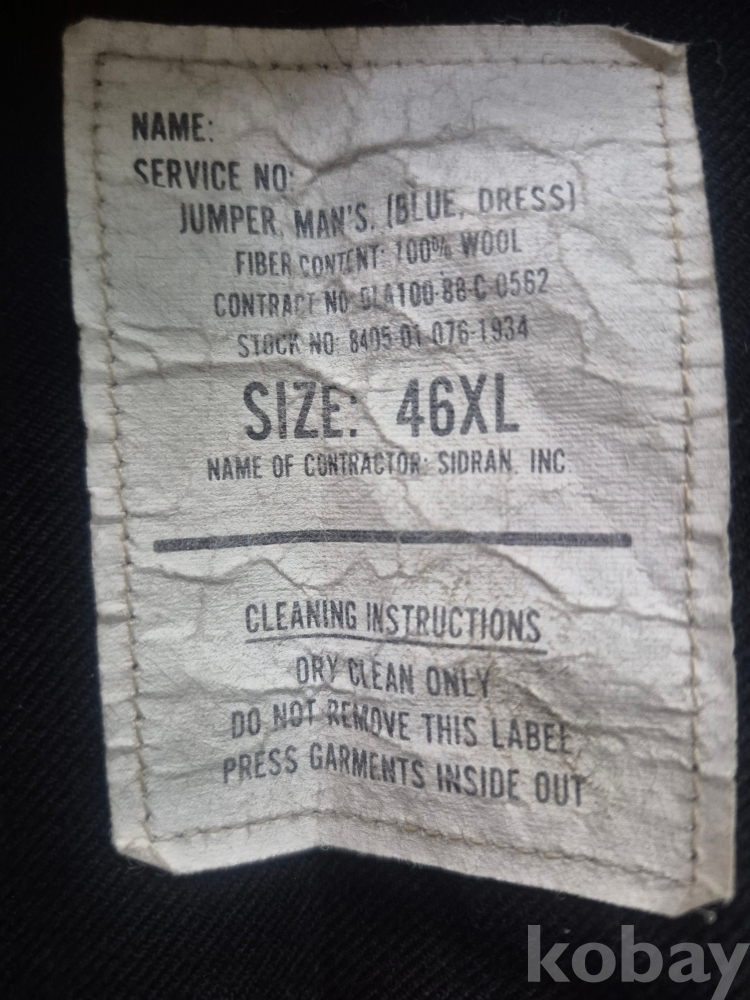 NAME:
SERVICE NO:
JUMPER, MAN'S, (BLUE, DRESS)
FIBER CONTENT: 100% WOOL
CONTRACT NO DLA100-88-C-0562
STOCK NO: 8405-01-076-1934
SIZE: 46XL
NAME OF CONTRACTOR: SIDRAN, INC
CLEANING INSTRUCTIONS
DRY CLEAN ONLY
DO NOT REMOVE THIS LABEL
PRESS GARMENTS INSIDE OUT
kobay